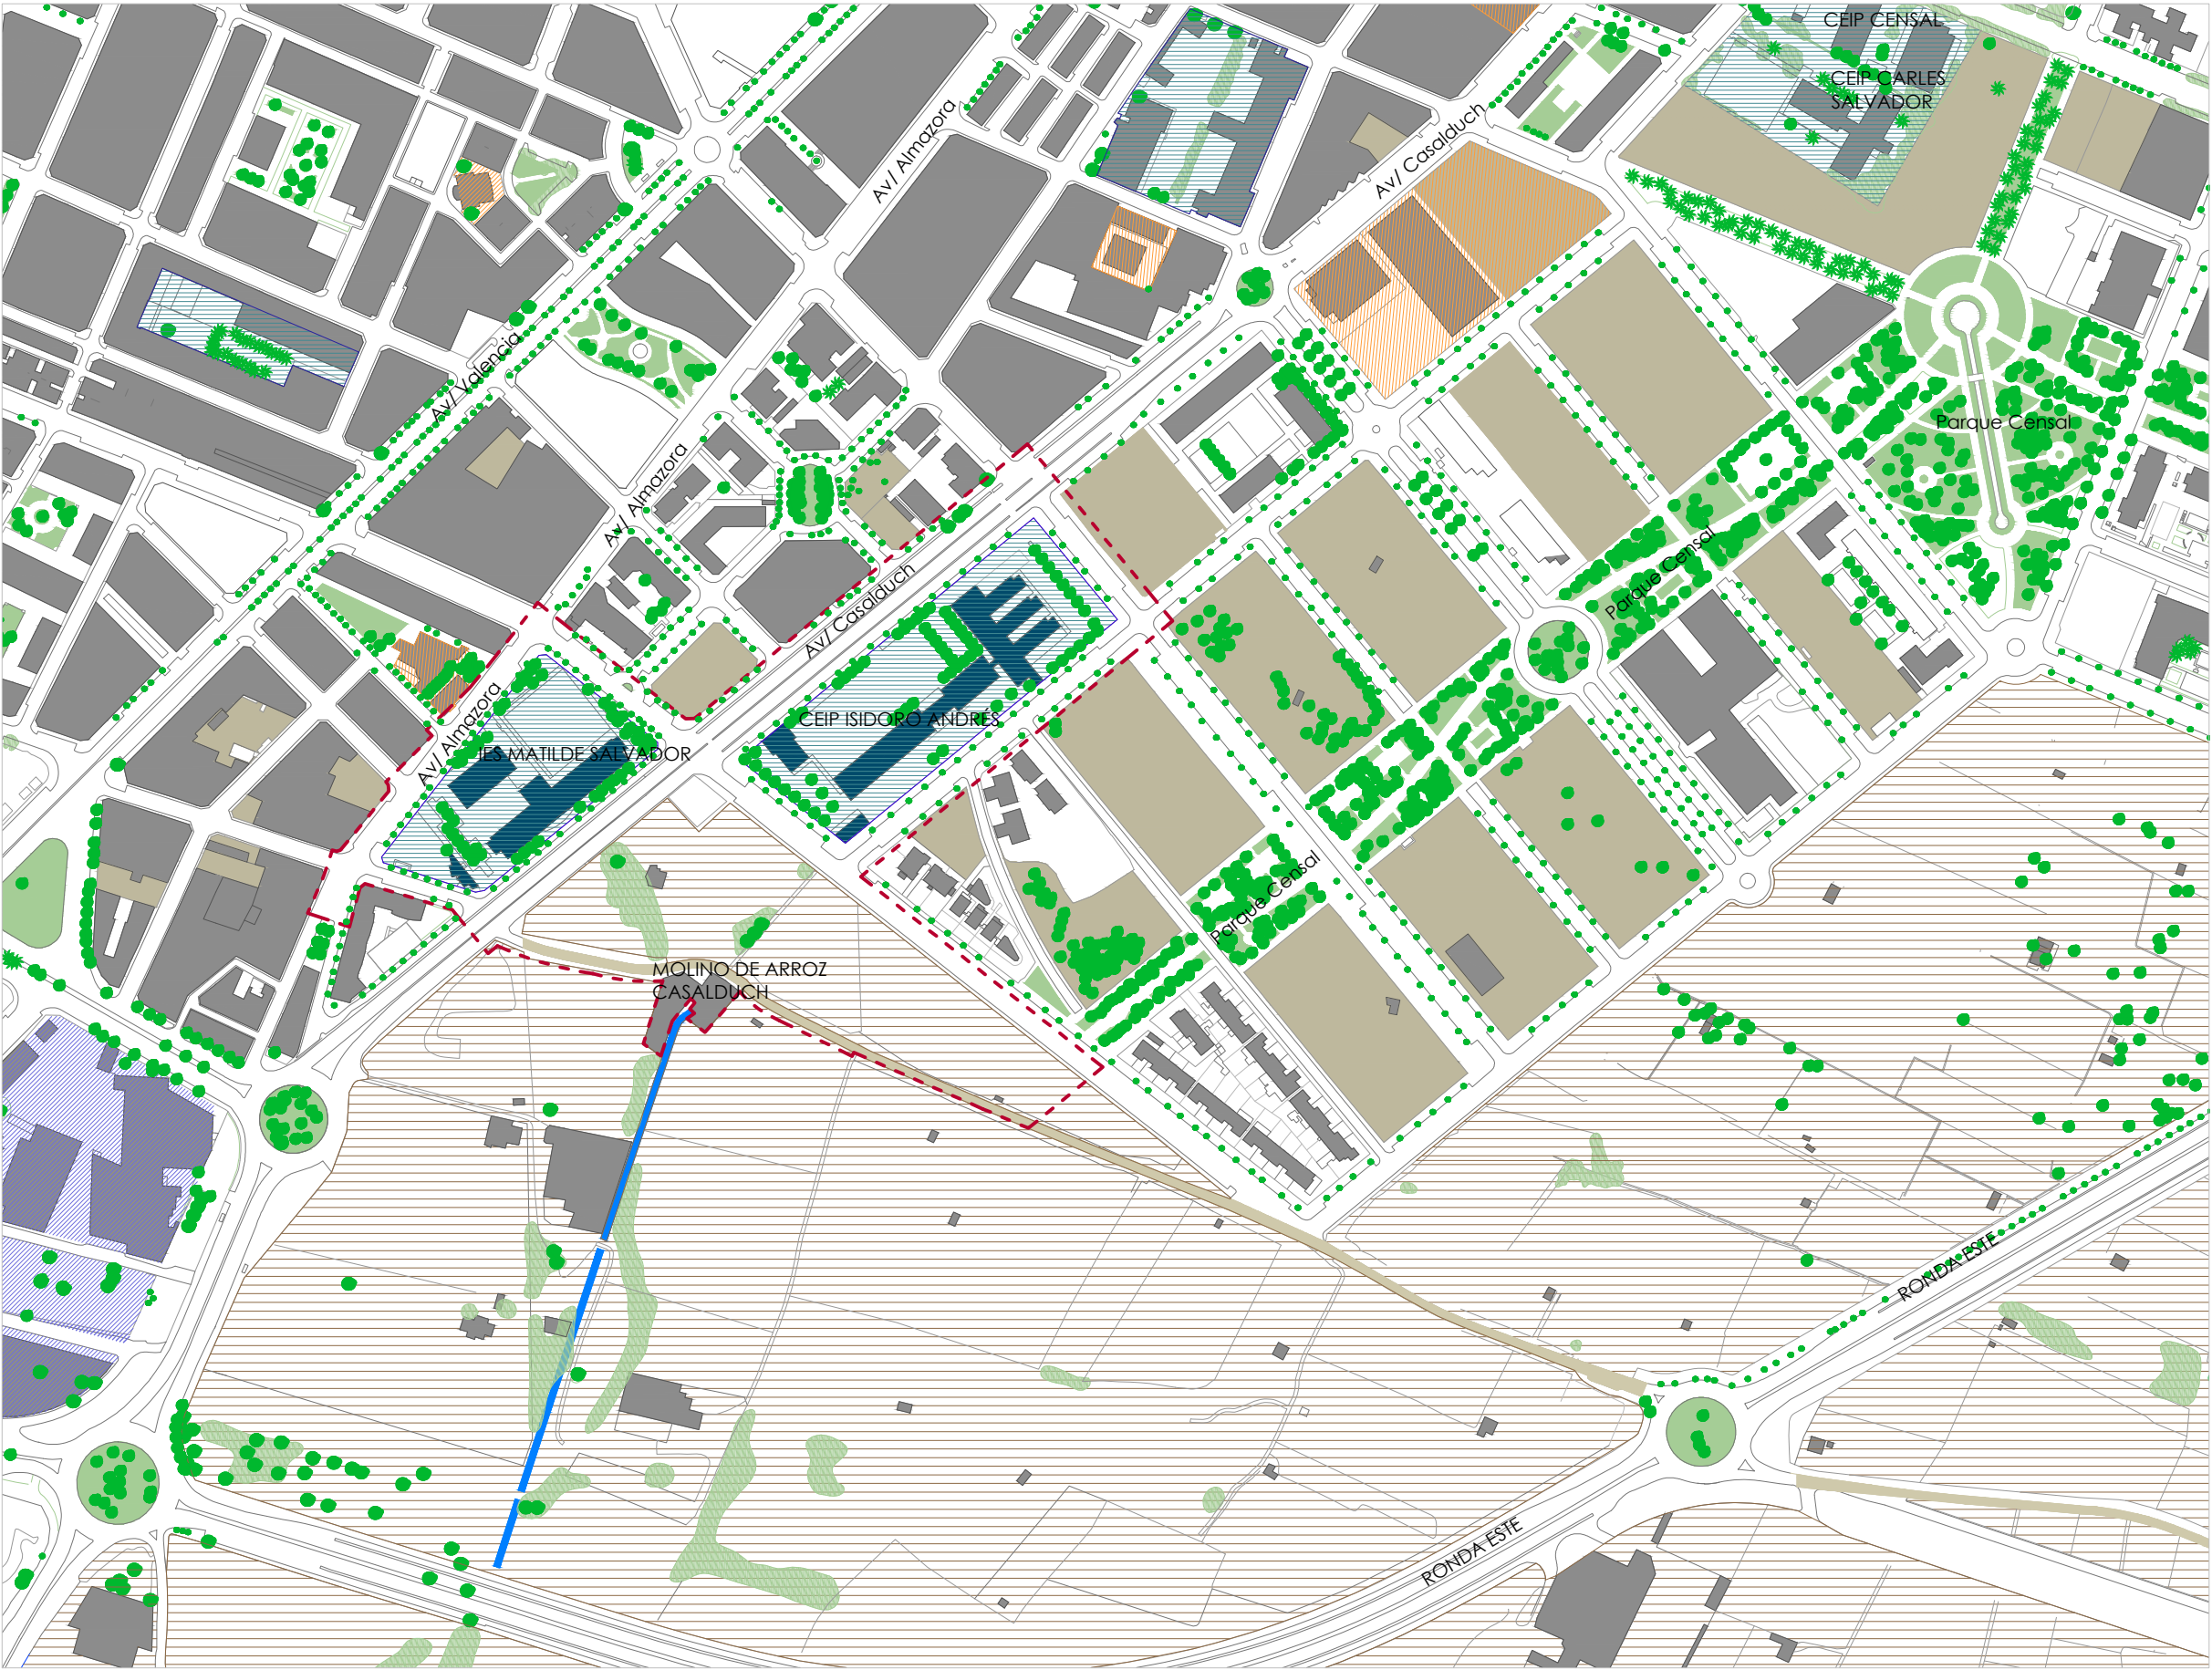 CEIP CENSAL
CEIP CARLES
SALVADOR
Av/ Almazora
Av/ Casalduch
Av/ Valencia
Parque Censal
Av/ Almazora
Parque Censal
Av/ Casalduch
Av/ Almazora
CEIP ISIDORO ANDRÉS
IES MATILDE SALVADOR
Parque Censal
MOLINO DE ARROZ
CASALDUCH
RONDA ESTE
RONDA ESTE